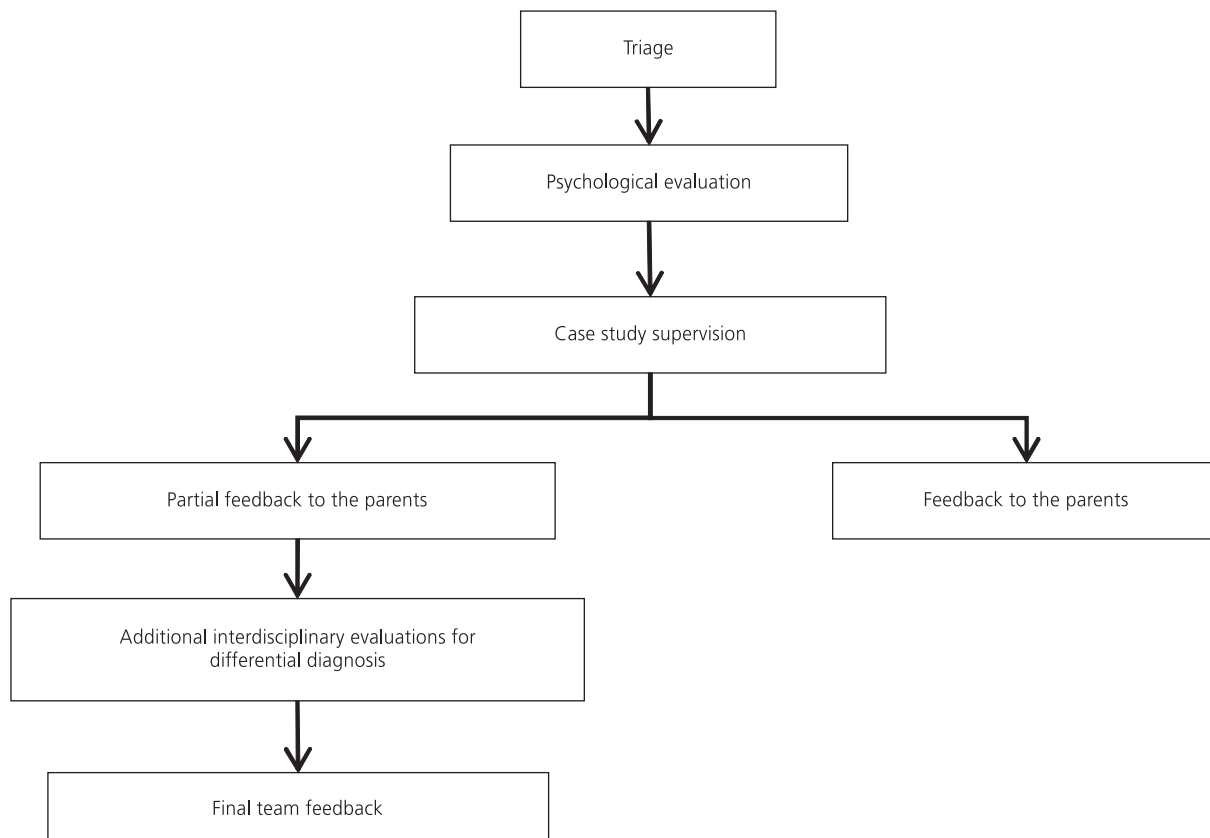 Triage
Psychological evaluation
Case study supervision
Partial feedback to the parents
Feedback to the parents
Additional interdisciplinary evaluations for
differential diagnosis
Final team feedback